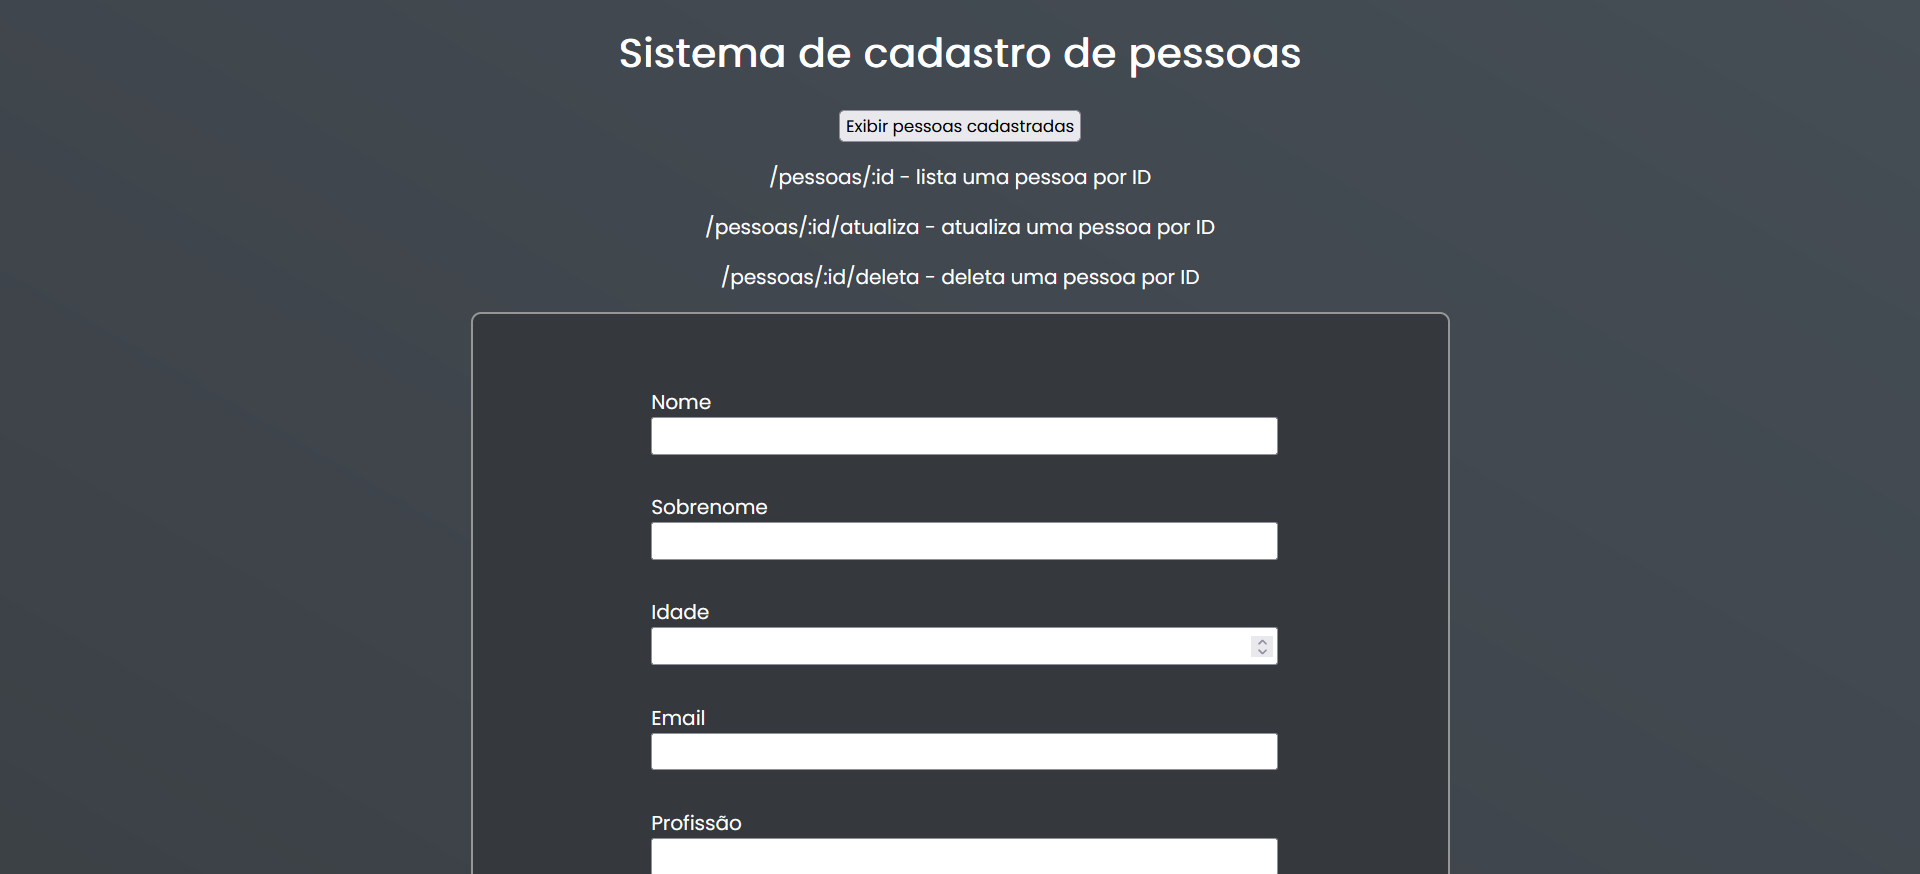 Sistema de cadastro de pessoas
Exibir pessoas cadastradas
/pessoas/:id - lista uma pessoa por ID
/pessoas/:id/atualiza - atualiza uma pessoa por ID
/pessoas/:id/deleta - deleta uma pessoa por ID
Nome
Sobrenome
Idade
Email
Profissão